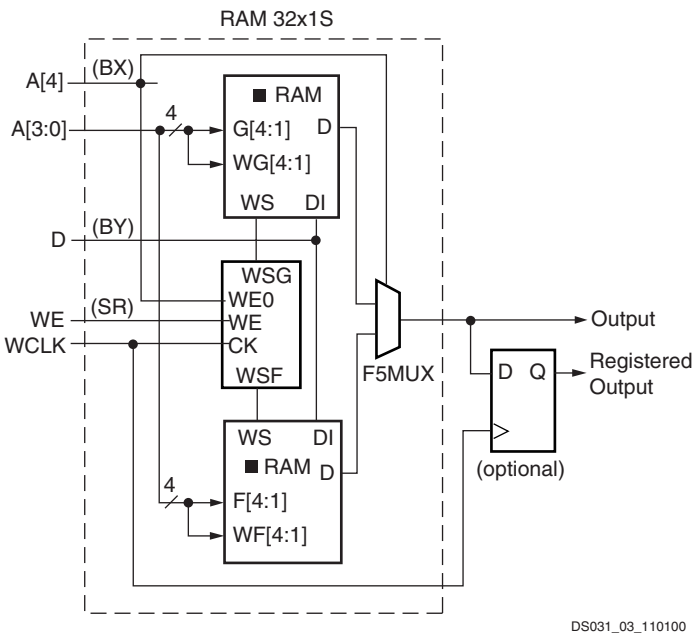 RAM 32x1S
A[4]
(BX)
RAM
A[3:0]
4
G[4:1]
D
WG[4:1]
WS
DI
D
(BY)
WSG
WE0
WE
(SR)
WE
WCLK
CK
WSF
F5MUX
Output
D
Q
Registered
Output
(optional)
WS
DI
RAM
D
4
F[4:1]
WF[4:1]
DS031_03_110100